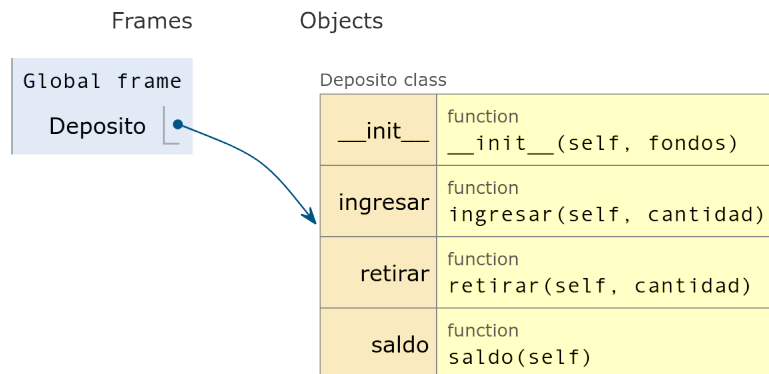 Frames Objects
Global frame
Deposito
Deposito class
__init__ function
__init__(self, fondos)
ingresar function
ingresar(self, cantidad)
retirar function
retirar(self, cantidad)
saldo function
saldo(self)